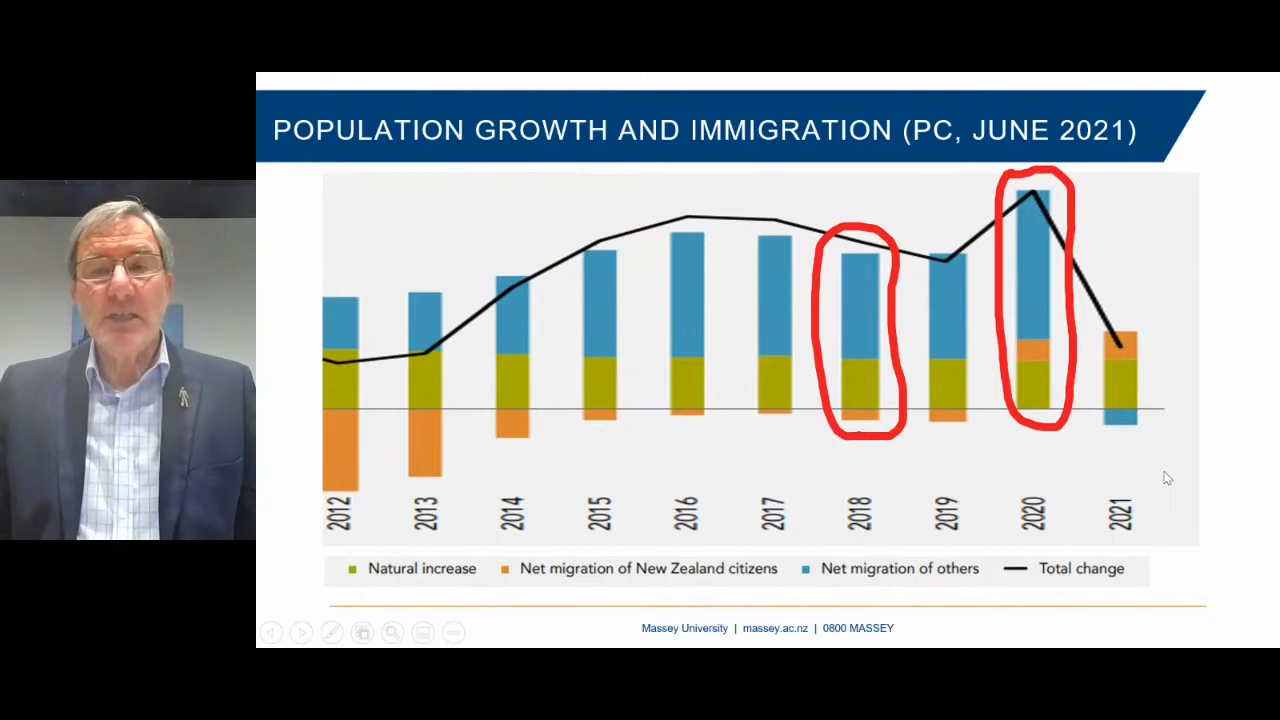 POPULATION GROWTH AND IMMIGRATION (PC, JUNE 2021)
2012 2013 2014 2015 2016 2017 2018 2019 2020 2021
Natural increase Net migration of New Zealand citizens Net migration of others Total change
Massey University | massey.ac.nz | 0800 MASSEY